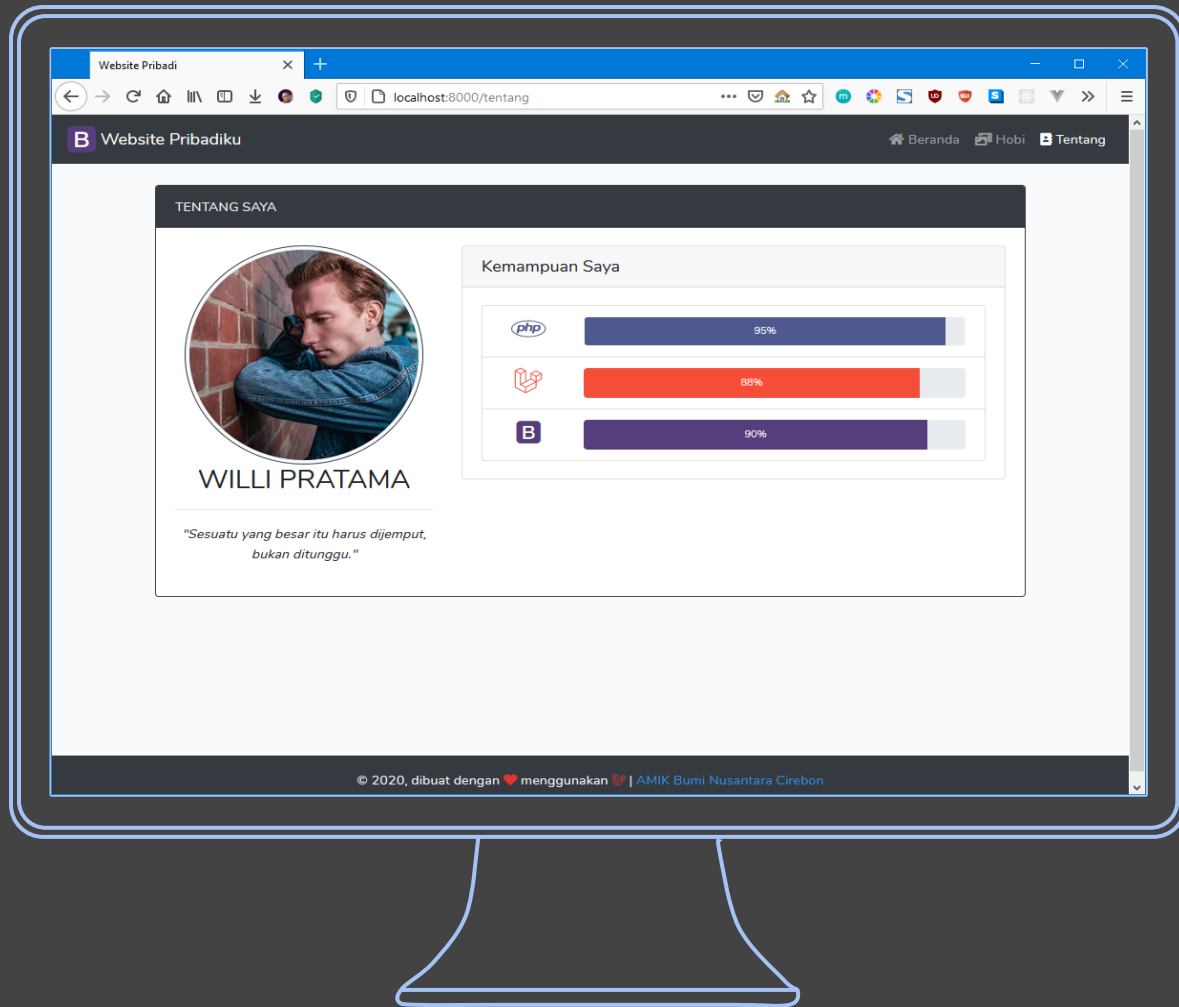 Website Pribadi
localhost:8000/tentang
B Website Pribadiku
Beranda Hobi Tentang
TENTANG SAYA
Kemampuan Saya
php 95%
88%
B 90%
WILLI PRATAMA
"Sesuatu yang besar itu harus dijemput,
bukan ditunggu."
© 2020, dibuat dengan ❤ menggunakan | AMIK Bumi Nusantara Cirebon